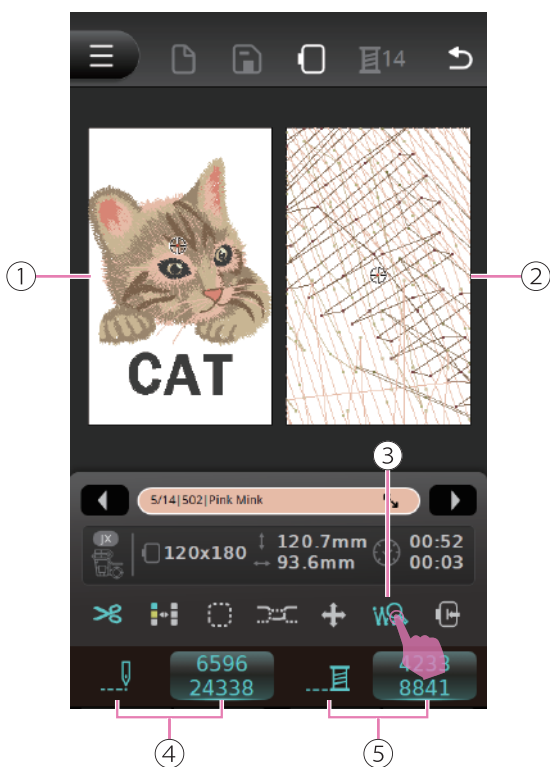 14
①
②
CAT
③
5/14|502|Pink Mink
JX
120x180
120.7mm
93.6mm
00:52
00:03
6596
24338
4233
8841
④
⑤